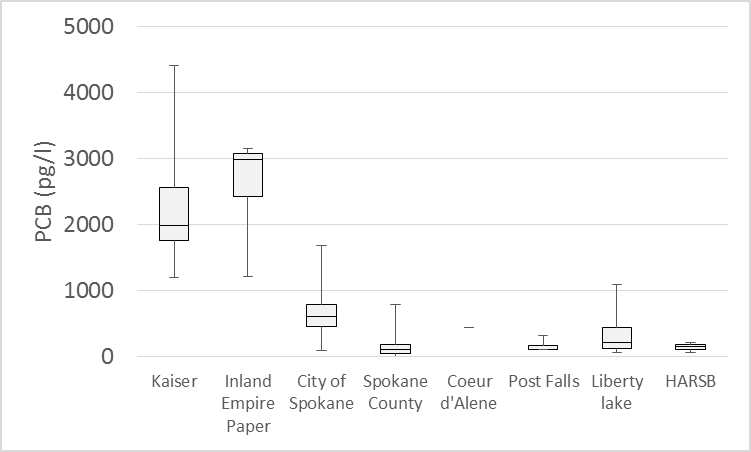 5000
4000
3000
2000
1000
0
PCB (pg/l)
Kaiser
Inland
Empire
Paper
City of
Spokane
Spokane
County
Coeur
d'Alene
Post Falls
Liberty
lake
HARSB